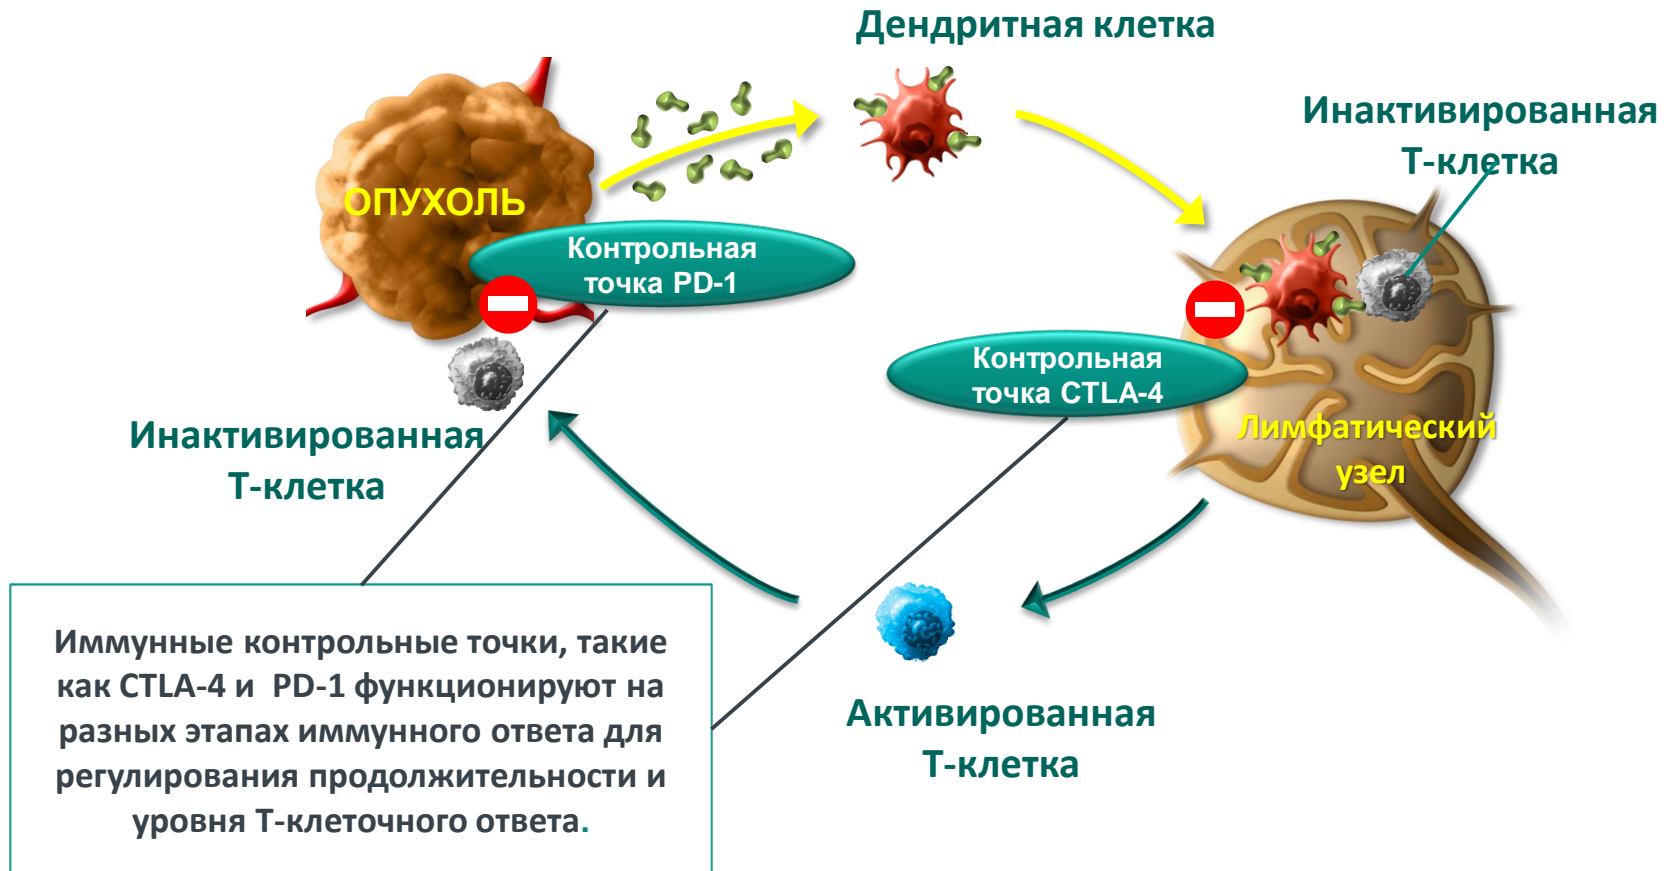 Дендритная клетка
Инактивированная
Т-клетка
ОПУХОЛЬ
Контрольная
точка PD-1
Контрольная
точка CTLA-4
Лимфатический
узел
Инактивированная
Т-клетка
Активированная
Т-клетка
Иммунные контрольные точки, такие
как CTLA-4 и  PD-1 функционируют на
разных этапах иммунного ответа для
регулирования продолжительности и
уровня Т-клеточного ответа.